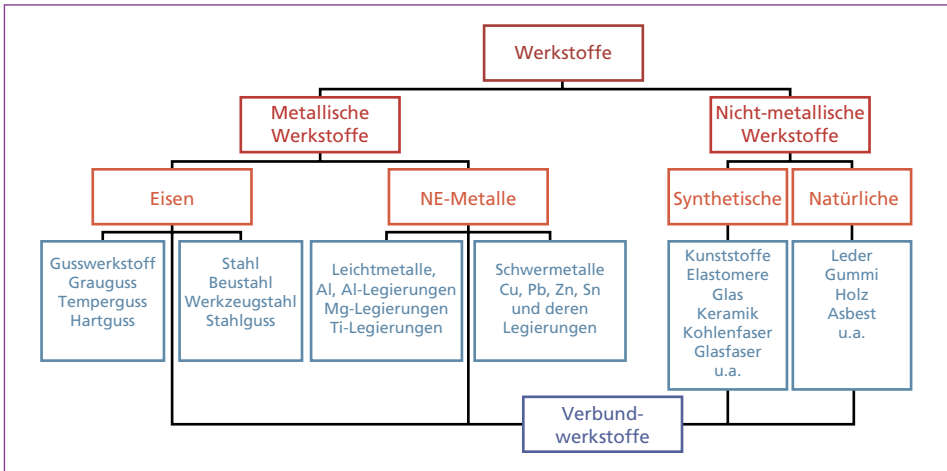 Werkstoffe
Metallische
Werkstoffe
Nicht-metallische
Werkstoffe
Eisen
NE-Metalle
Synthetische
Natürliche
Gusswerkstoff
Grauguss
Temperguss
Hartguss
Stahl
Beustahl
Werkzeugstahl
Stahlguss
Leichtmetalle,
Al, Al-Legierungen
Mg-Legierungen
Ti-Legierungen
Schwermetalle
Cu, Pb, Zn, Sn
und deren
Legierungen
Kunststoffe
Elastomere
Glas
Keramik
Kohlenfaser
Glasfaser
u.a.
Leder
Gummi
Holz
Asbest
u.a.
Verbund-
werkstoffe